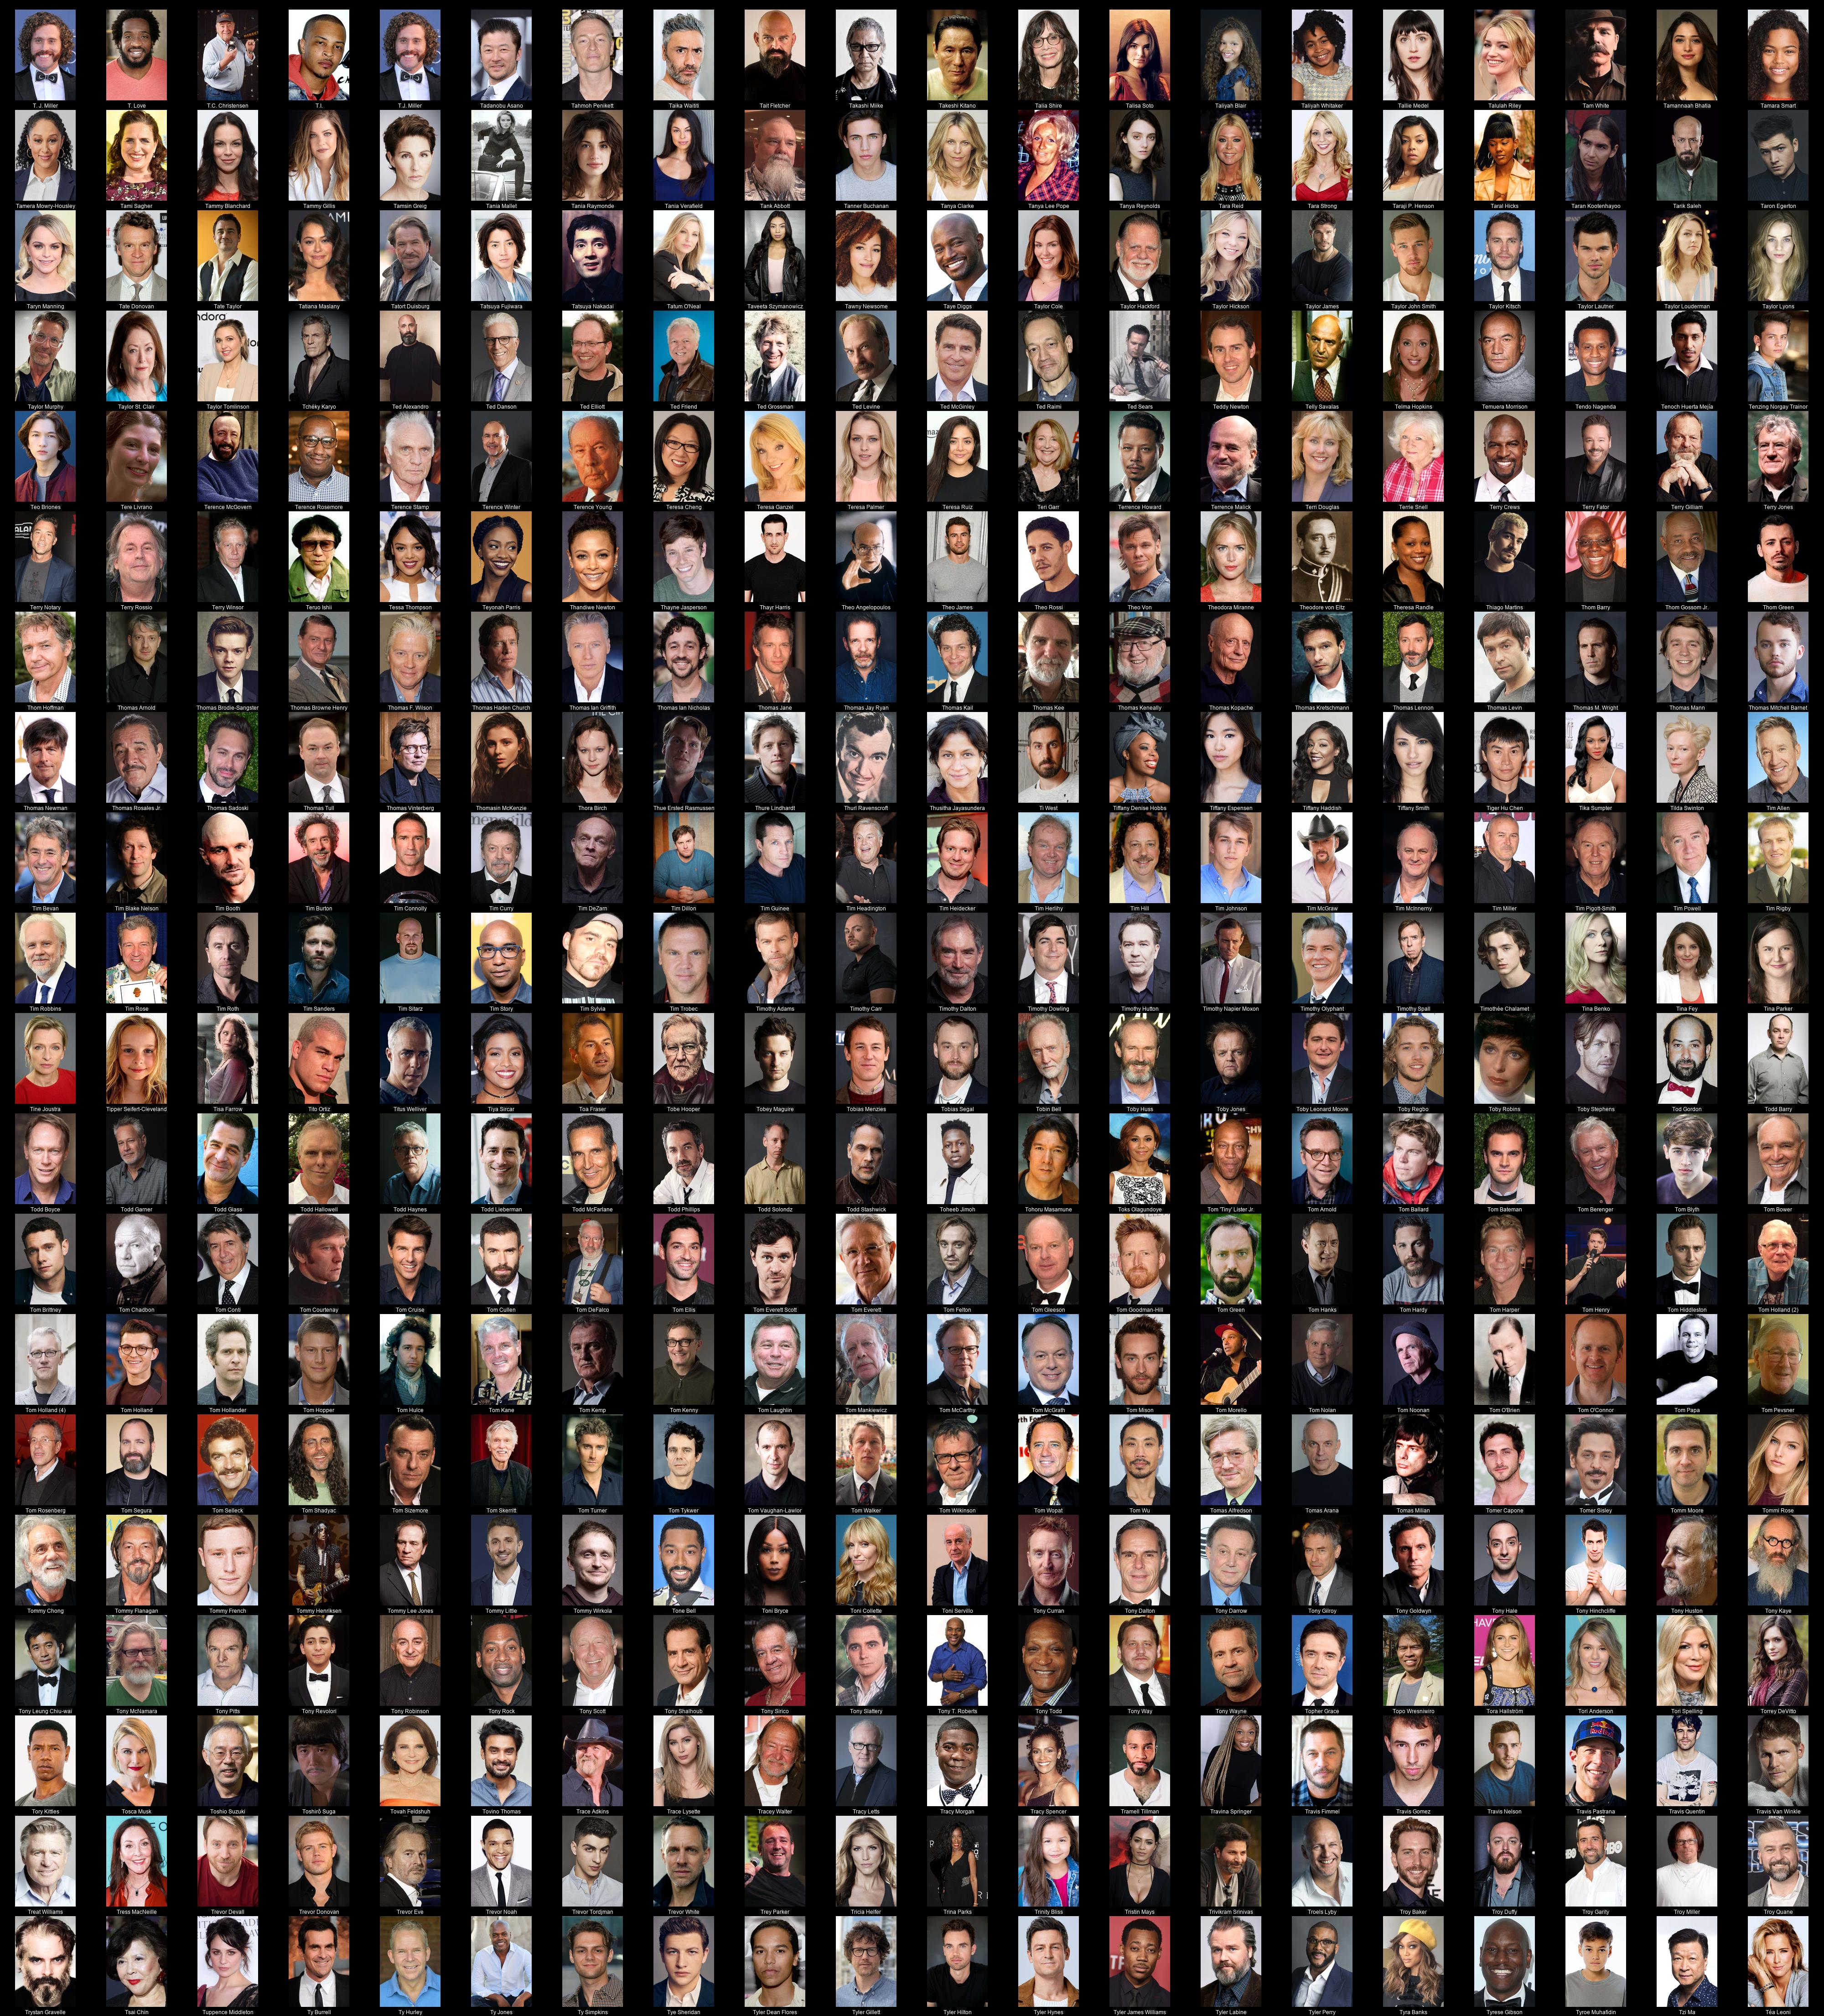 T. J. Miller T. Love T.C. Christensen T.I. T.J. Miller Tadanobu Asano Tahmoh Penikett Taika Waititi Tait Fletcher Takashi Miike Takeshi Kitano Talia Shire Talisa Soto Taliyah Blair Taliyah Whitaker Tallie Medel Talulah Riley Tam White Tamannaah Bhatia Tamara Smart
Tamera Mowry-Housley Tami Sagher Tammy Blanchard Tammy Gillis Tamsin Greig Tania Mallet Tania Raymonde Tania Verafield Tank Abbott Tanner Buchanan Tanya Clarke Tanya Lee Pope Tanya Reynolds Tara Reid Tara Strong Taraji P. Henson Taral Hicks Taran Kootenhayoo Tarik Saleh Taron Egerton
Taryn Manning Tate Donovan Tate Taylor Tatiana Maslany Tatort Duisburg Tatsuya Fujiwara Tatsuya Nakadai Tatum O'Neal Taveeta Szymanowicz Tawny Newsome Taye Diggs Taylor Cole Taylor Hackford Taylor Hickson Taylor James Taylor John Smith Taylor Kitsch Taylor Lautner Taylor Louderman Taylor Lyons
Taylor Murphy Taylor St. Clair Taylor Tomlinson Tchéky Karyo Ted Alexandro Ted Danson Ted Elliott Ted Friend Ted Grossman Ted Levine Ted McGinley Ted Raimi Ted Sears Teddy Newton Telly Savalas Telma Hopkins Temuera Morrison Tendo Nagenda Tenoch Huerta Mejía Tenzing Norgay Trainor
Teo Briones Tere Livrano Terence McGovern Terence Rosemore Terence Stamp Terence Winter Terence Young Teresa Cheng Teresa Ganzel Teresa Palmer Teresa Ruiz Teri Garr Terrence Howard Terrence Malick Terri Douglas Terrie Snell Terry Crews Terry Fator Terry Gilliam Terry Jones
Terry Notary Terry Rossio Terry Winsor Teruo Ishii Tessa Thompson Teyonah Parris Thandiwe Newton Thayne Jasperson Thayr Harris Theo Angelopoulos Theo James Theo Rossi Theo Von Theodora Miranne Theodore von Eltz Theresa Randle Thiago Martins Thom Barry Thom Gossom Jr. Thom Green
Thom Hoffman Thomas Arnold Thomas Brodie-Sangster Thomas Browne Henry Thomas F. Wilson Thomas Haden Church Thomas Ian Griffith Thomas Ian Nicholas Thomas Jane Thomas Jay Ryan Thomas Kail Thomas Kee Thomas Keneally Thomas Kopache Thomas Kretschmann Thomas Lennon Thomas Levin Thomas M. Wright Thomas Mann Thomas Mitchell Barnet
Thomas Newman Thomas Rosales Jr. Thomas Sadoski Thomas Tull Thomas Vinterberg Thomasin McKenzie Thora Birch Thue Ersted Rasmussen Thure Lindhardt Thurl Ravenscroft Thusitha Jayasundera Ti West Tiffany Denise Hobbs Tiffany Espensen Tiffany Haddish Tiffany Smith Tiger Hu Chen Tika Sumpter Tilda Swinton Tim Allen
Tim Bevan Tim Blake Nelson Tim Booth Tim Burton Tim Connolly Tim Curry Tim DeZarn Tim Dillon Tim Guinee Tim Headington Tim Heidecker Tim Herlihy Tim Hill Tim Johnson Tim McGraw Tim McInnerny Tim Miller Tim Pigott-Smith Tim Powell Tim Rigby
Tim Robbins Tim Rose Tim Roth Tim Sanders Tim Sitarz Tim Story Tim Sylvia Tim Trobec Timothy Adams Timothy Carr Timothy Dalton Timothy Dowling Timothy Hutton Timothy Napier Moxon Timothy Olyphant Timothy Spall Timothée Chalamet Tina Benko Tina Fey Tina Parker
Tine Joustra Tipper Seifert-Cleveland Tisa Farrow Tito Ortiz Titus Welliver Tiya Sircar Toa Fraser Tobe Hooper Tobey Maguire Tobias Menzies Tobias Segal Tobin Bell Toby Huss Toby Jones Toby Leonard Moore Toby Regbo Toby Robins Toby Stephens Tod Gordon Todd Barry
Todd Boyce Todd Garner Todd Glass Todd Hallowell Todd Haynes Todd Lieberman Todd McFarlane Todd Phillips Todd Solondz Todd Stashwick Toheeb Jimoh Tohoru Masamune Toks Olagundoye Tom 'Tiny' Lister Jr. Tom Arnold Tom Ballard Tom Bateman Tom Berenger Tom Blyth Tom Bower
Tom Brittney Tom Chadbon Tom Conti Tom Courtenay Tom Cruise Tom Cullen Tom DeFalco Tom Ellis Tom Everett Scott Tom Everett Tom Felton Tom Gleeson Tom Goodman-Hill Tom Green Tom Hanks Tom Hardy Tom Harper Tom Henry Tom Hiddleston Tom Holland (2)
Tom Holland (4) Tom Holland Tom Hollander Tom Hopper Tom Hulce Tom Kane Tom Kemp Tom Kenny Tom Laughlin Tom Mankiewicz Tom McCarthy Tom McGrath Tom Mison Tom Morello Tom Nolan Tom Noonan Tom O'Brien Tom O'Connor Tom Papa Tom Pevsner
Tom Rosenberg Tom Segura Tom Selleck Tom Shadyac Tom Sizemore Tom Skerritt Tom Turner Tom Tykwer Tom Vaughan-Lawlor Tom Walker Tom Wilkinson Tom Wopat Tom Wu Tomas Alfredson Tomas Arana Tomas Milian Tomer Capone Tomer Sisley Tomm Moore Tommi Rose
Tommy Chong Tommy Flanagan Tommy French Tommy Henriksen Tommy Lee Jones Tommy Little Tommy Wirkola Tone Bell Toni Bryce Toni Collette Toni Servillo Tony Curran Tony Dalton Tony Darrow Tony Gilroy Tony Goldwyn Tony Hale Tony Hinchcliffe Tony Huston Tony Kaye
Tony Leung Chiu-wai Tony McNamara Tony Pitts Tony Revolori Tony Robinson Tony Rock Tony Scott Tony Shalhoub Tony Sirico Tony Slattery Tony T. Roberts Tony Todd Tony Way Tony Wayne Topher Grace Topo Wresniwiro Tora Hallström Tori Anderson Tori Spelling Torrey DeVitto
Tory Kittles Tosca Musk Toshio Suzuki Toshirô Suga Tovah Feldshuh Tovino Thomas Trace Adkins Trace Lysette Tracey Walter Tracy Letts Tracy Morgan Tracy Spencer Tramell Tillman Travina Springer Travis Fimmel Travis Gomez Travis Nelson Travis Pastrana Travis Quentin Travis Van Winkle
Treat Williams Tress MacNeille Trevor Devall Trevor Donovan Trevor Eve Trevor Noah Trevor Tordjman Trevor White Trey Parker Tricia Helfer Trina Parks Trinity Bliss Tristin Mays Trivikram Srinivas Troels Lyby Troy Baker Troy Duffy Troy Garity Troy Miller Troy Quane
Trystan Gravelle Tsai Chin Tuppence Middleton Ty Burrell Ty Hurley Ty Jones Ty Simpkins Tye Sheridan Tyler Dean Flores Tyler Gillett Tyler Hilton Tyler Hynes Tyler James Williams Tyler Labine Tyler Perry Tyra Banks Tyrese Gibson Tyroe Muhafidin Tzi Ma Téa Leoni